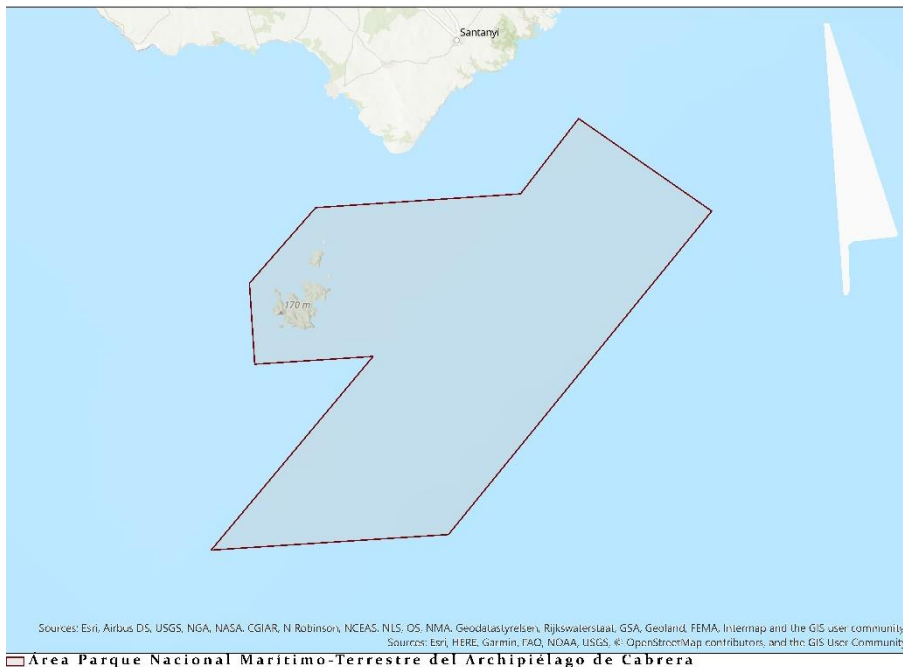 Santanyi
170 m
Sources: Esri, Airbus DS, USGS, NGA, NASA, CGIAR, N Robinson, NCEAS, NLS, OS, NMA, Geodatastyrelsen, Rijkswaterstaat, GSA, Geoland, FEMA, Intermap and the GIS user community
Sources: Esri, HERE, Garmin, FAO, NOAA, USGS, © OpenStreetMap contributors, and the GIS User Community
Área Parque Nacional Marítimo-Terrestre del Archipiélago de Cabrera